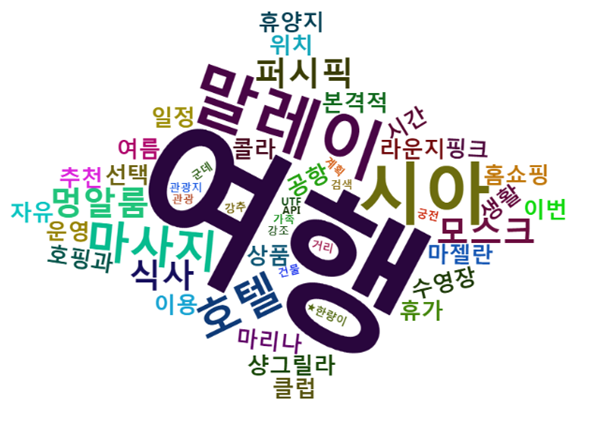 휴양지
위치
퍼시픽
말레이
본격적
시간
일정
여름
콜라
라운지
핑크
추천
선택
군데
계획
관광지
검색
공항
시아
홈쇼핑
생활
자유
멍알룸
관광
강추
UTF
API
가족
궁전
이번
여행
운영
마사지
강조
거리
모스크
호핑과
식사
상품
건물
마젤란
수영장
이용
호텔
★한량이
휴가
마리나
샹그릴라
클럽